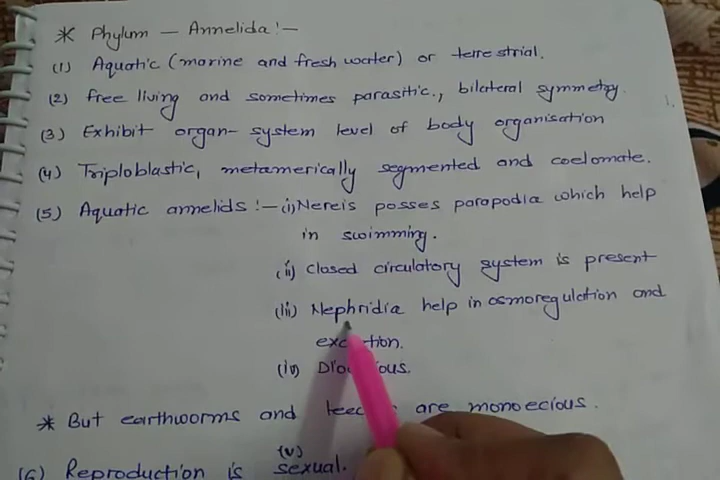 * Phylum - Annelida :-
(1) Aquatic (marine and fresh water) or terrestrial.
(2) free living and sometimes parasitic., bilateral symmetry.
(3) Exhibit organ-system level of body organisation
(4) Triploblastic, metamerically segmented and coelomate.
(5) Aquatic annelids :- (i) Nereis posses parapodia which help
in swimming.
(ii) closed circulatory system is present
(iii) Nephridia help in osmoregulation and
(iv)
* But earthworms and are monoecious.
(v)
(6) Reproduction is sexual.